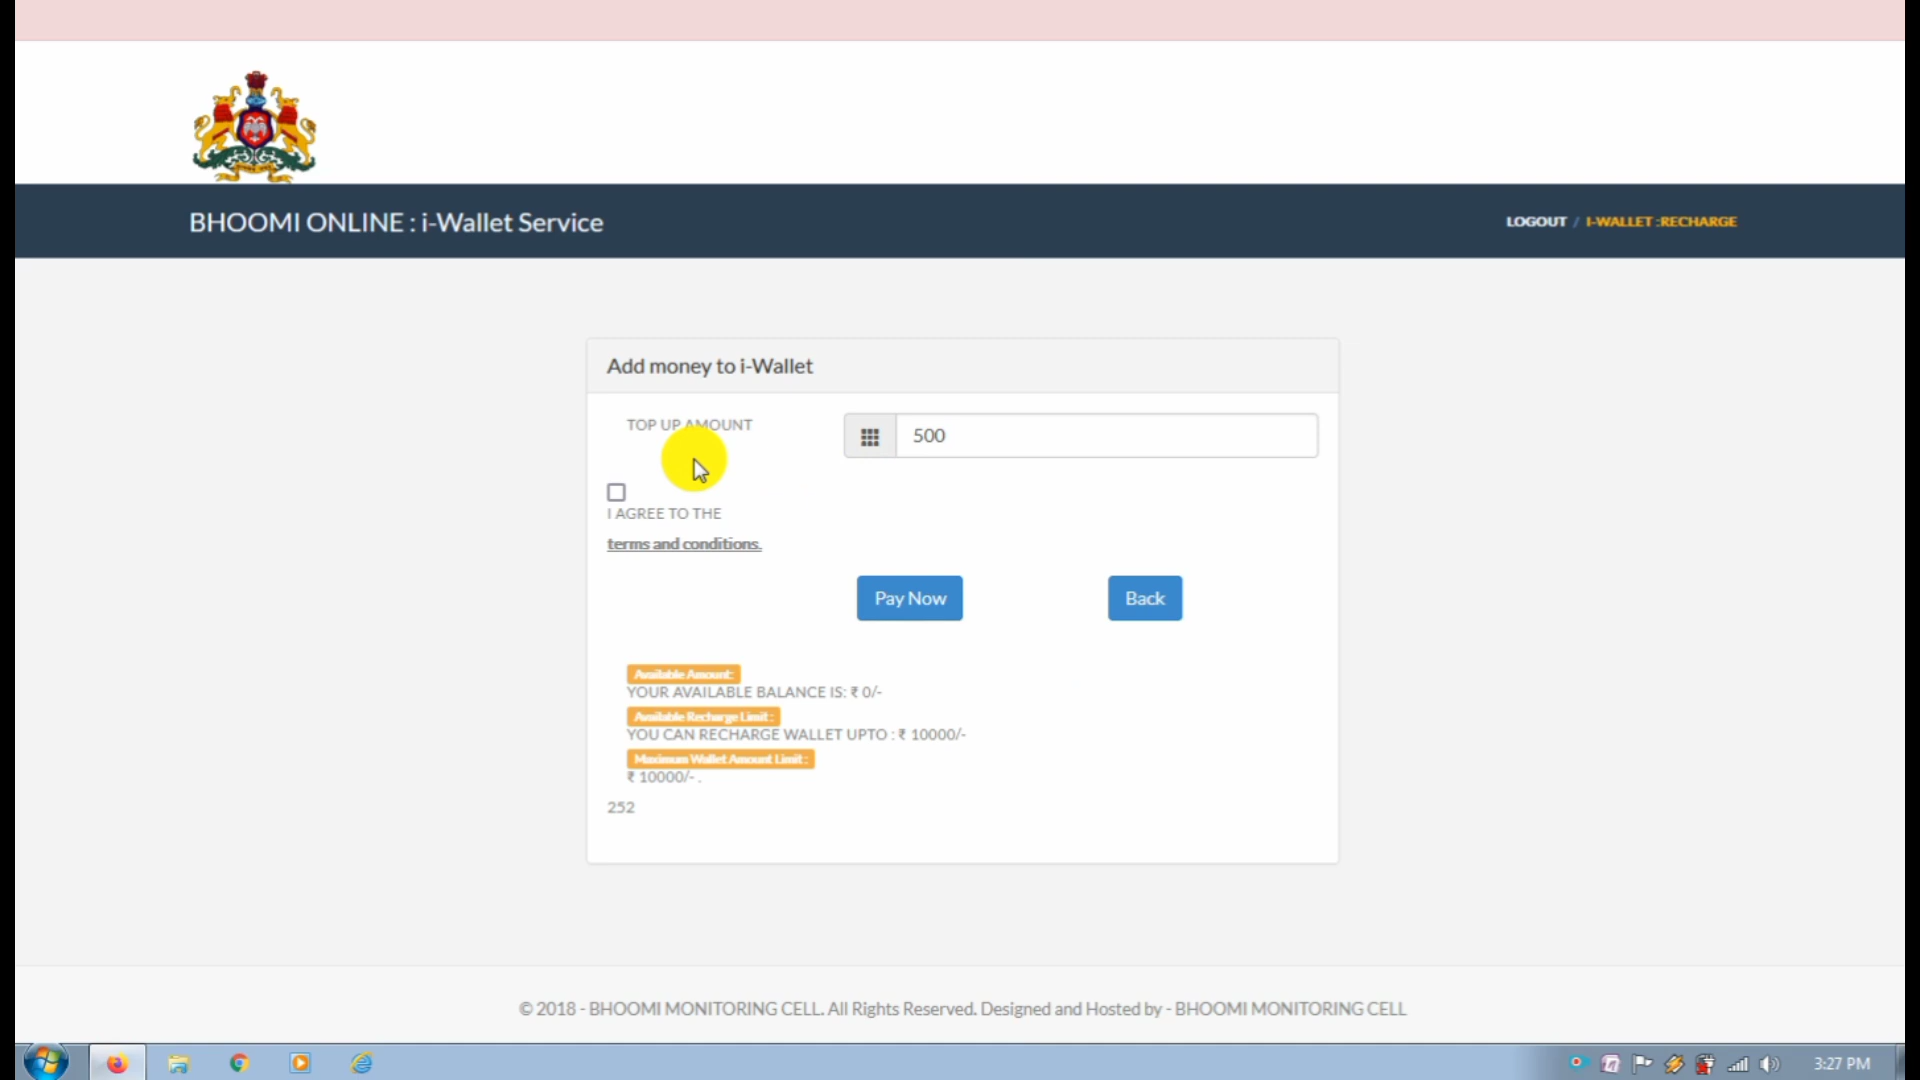 BHOOMI ONLINE : i-Wallet Service
LOGOUT / I-WALLET :RECHARGE
Add money to i-Wallet
TOP UP AMOUNT
500
I AGREE TO THE
terms and conditions.
Pay Now
Back
Available Amount:
YOUR AVAILABLE BALANCE IS: ₹ 0/-
Available Recharge Limit :
YOU CAN RECHARGE WALLET UPTO : ₹ 10000/-
Maximum Wallet Amount Limit :
₹ 10000/- .
252
© 2018 - BHOOMI MONITORING CELL. All Rights Reserved. Designed and Hosted by - BHOOMI MONITORING CELL
3:27 PM